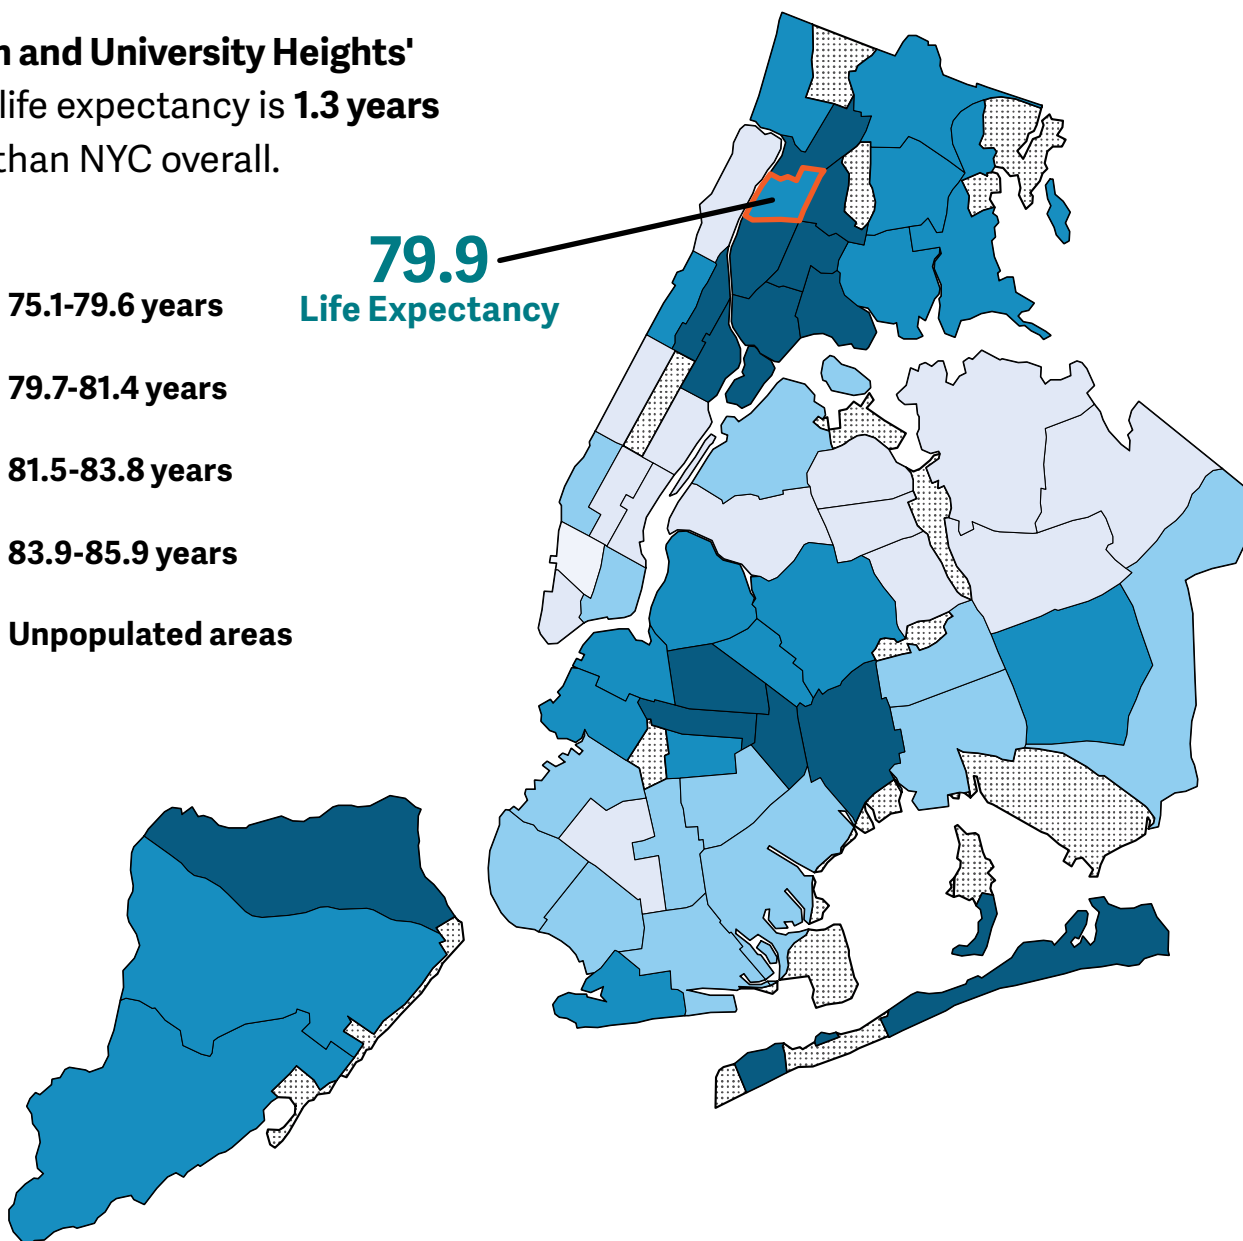 and University Heights'
life expectancy is 1.3 years
than NYC overall.
79.9
Life Expectancy
75.1-79.6 years
79.7-81.4 years
81.5-83.8 years
83.9-85.9 years
Unpopulated areas